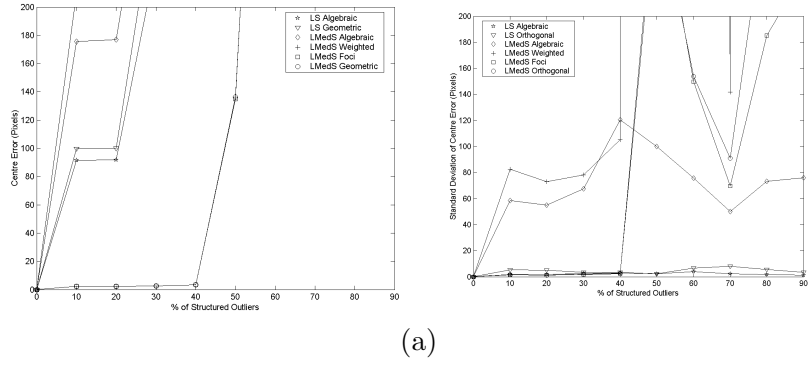 Centre Error (Pixels)
200
180
160
140
120
100
80
60
40
20
0
0 10 20 30 40 50 60 70 80 90
% of Structured Outliers
LS Algebraic
LS Geometric
LMedS Algebraic
LMedS Weighted
LMedS Foci
LMedS Geometric
Standard Deviation of Centre Error (Pixels)
200
180
160
140
120
100
80
60
40
20
0
0 10 20 30 40 50 60 70 80 90
% of Structured Outliers
LS Algebraic
LS Orthogonal
LMedS Algebraic
LMedS Weighted
LMedS Foci
LMedS Orthogonal
(a)